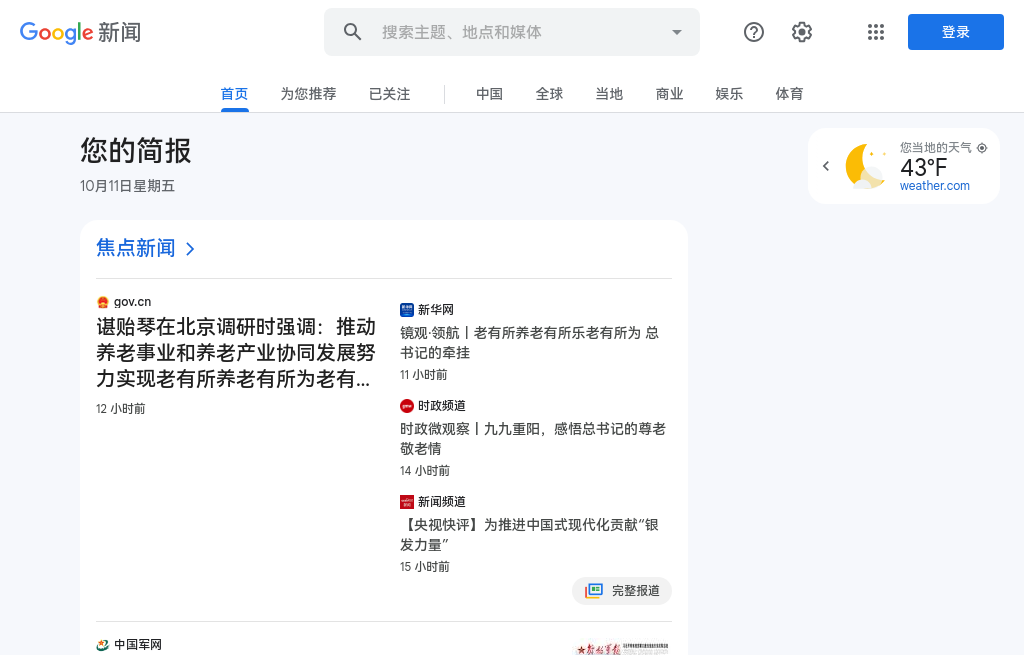 Google 新闻
搜索主题、地点和媒体
登录
首页
为您推荐
已关注
中国
全球
当地
商业
娱乐
体育
您的简报
10月11日星期五
您当地的天气
43°F
weather.com
焦点新闻
gov.cn
谌贻琴在北京调研时强调：推动
养老事业和养老产业协同发展努
力实现老有所养老有所为老有...
12 小时前
新华网
镜观·领航丨老有所养老有所乐老有所为 总
书记的牵挂
11 小时前
时政频道
时政微观察丨九九重阳，感悟总书记的尊老
敬老情
14 小时前
新闻频道
【央视快评】为推进中国式现代化贡献“银
发力量”
15 小时前
完整报道
中国军网